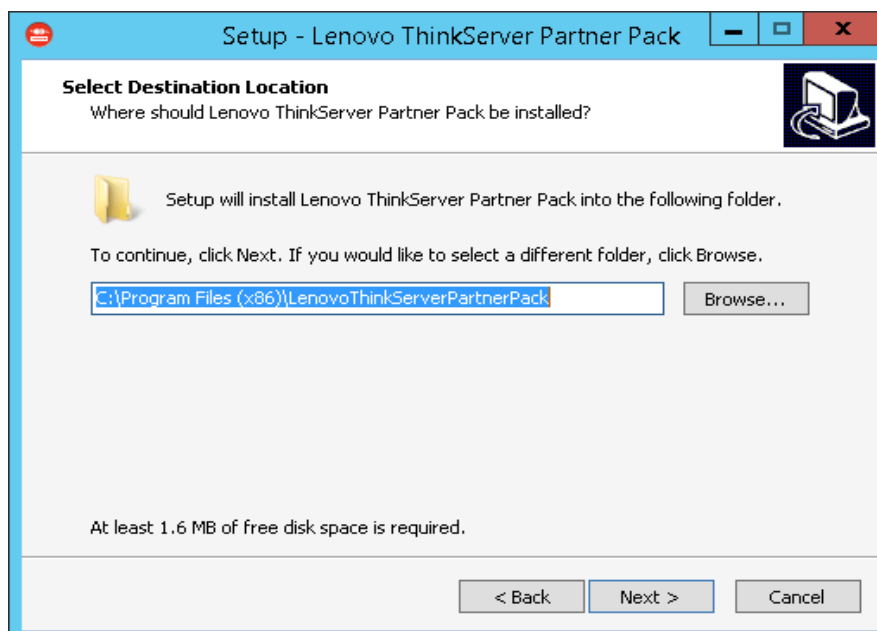 Setup - Lenovo ThinkServer Partner Pack
Select Destination Location
Where should Lenovo ThinkServer Partner Pack be installed?
Setup will install Lenovo ThinkServer Partner Pack into the following folder.
To continue, click Next. If you would like to select a different folder, click Browse.
C:\Program Files (x86)\LenovoThinkServerPartnerPack
Browse...
At least 1.6 MB of free disk space is required.
< Back Next > Cancel